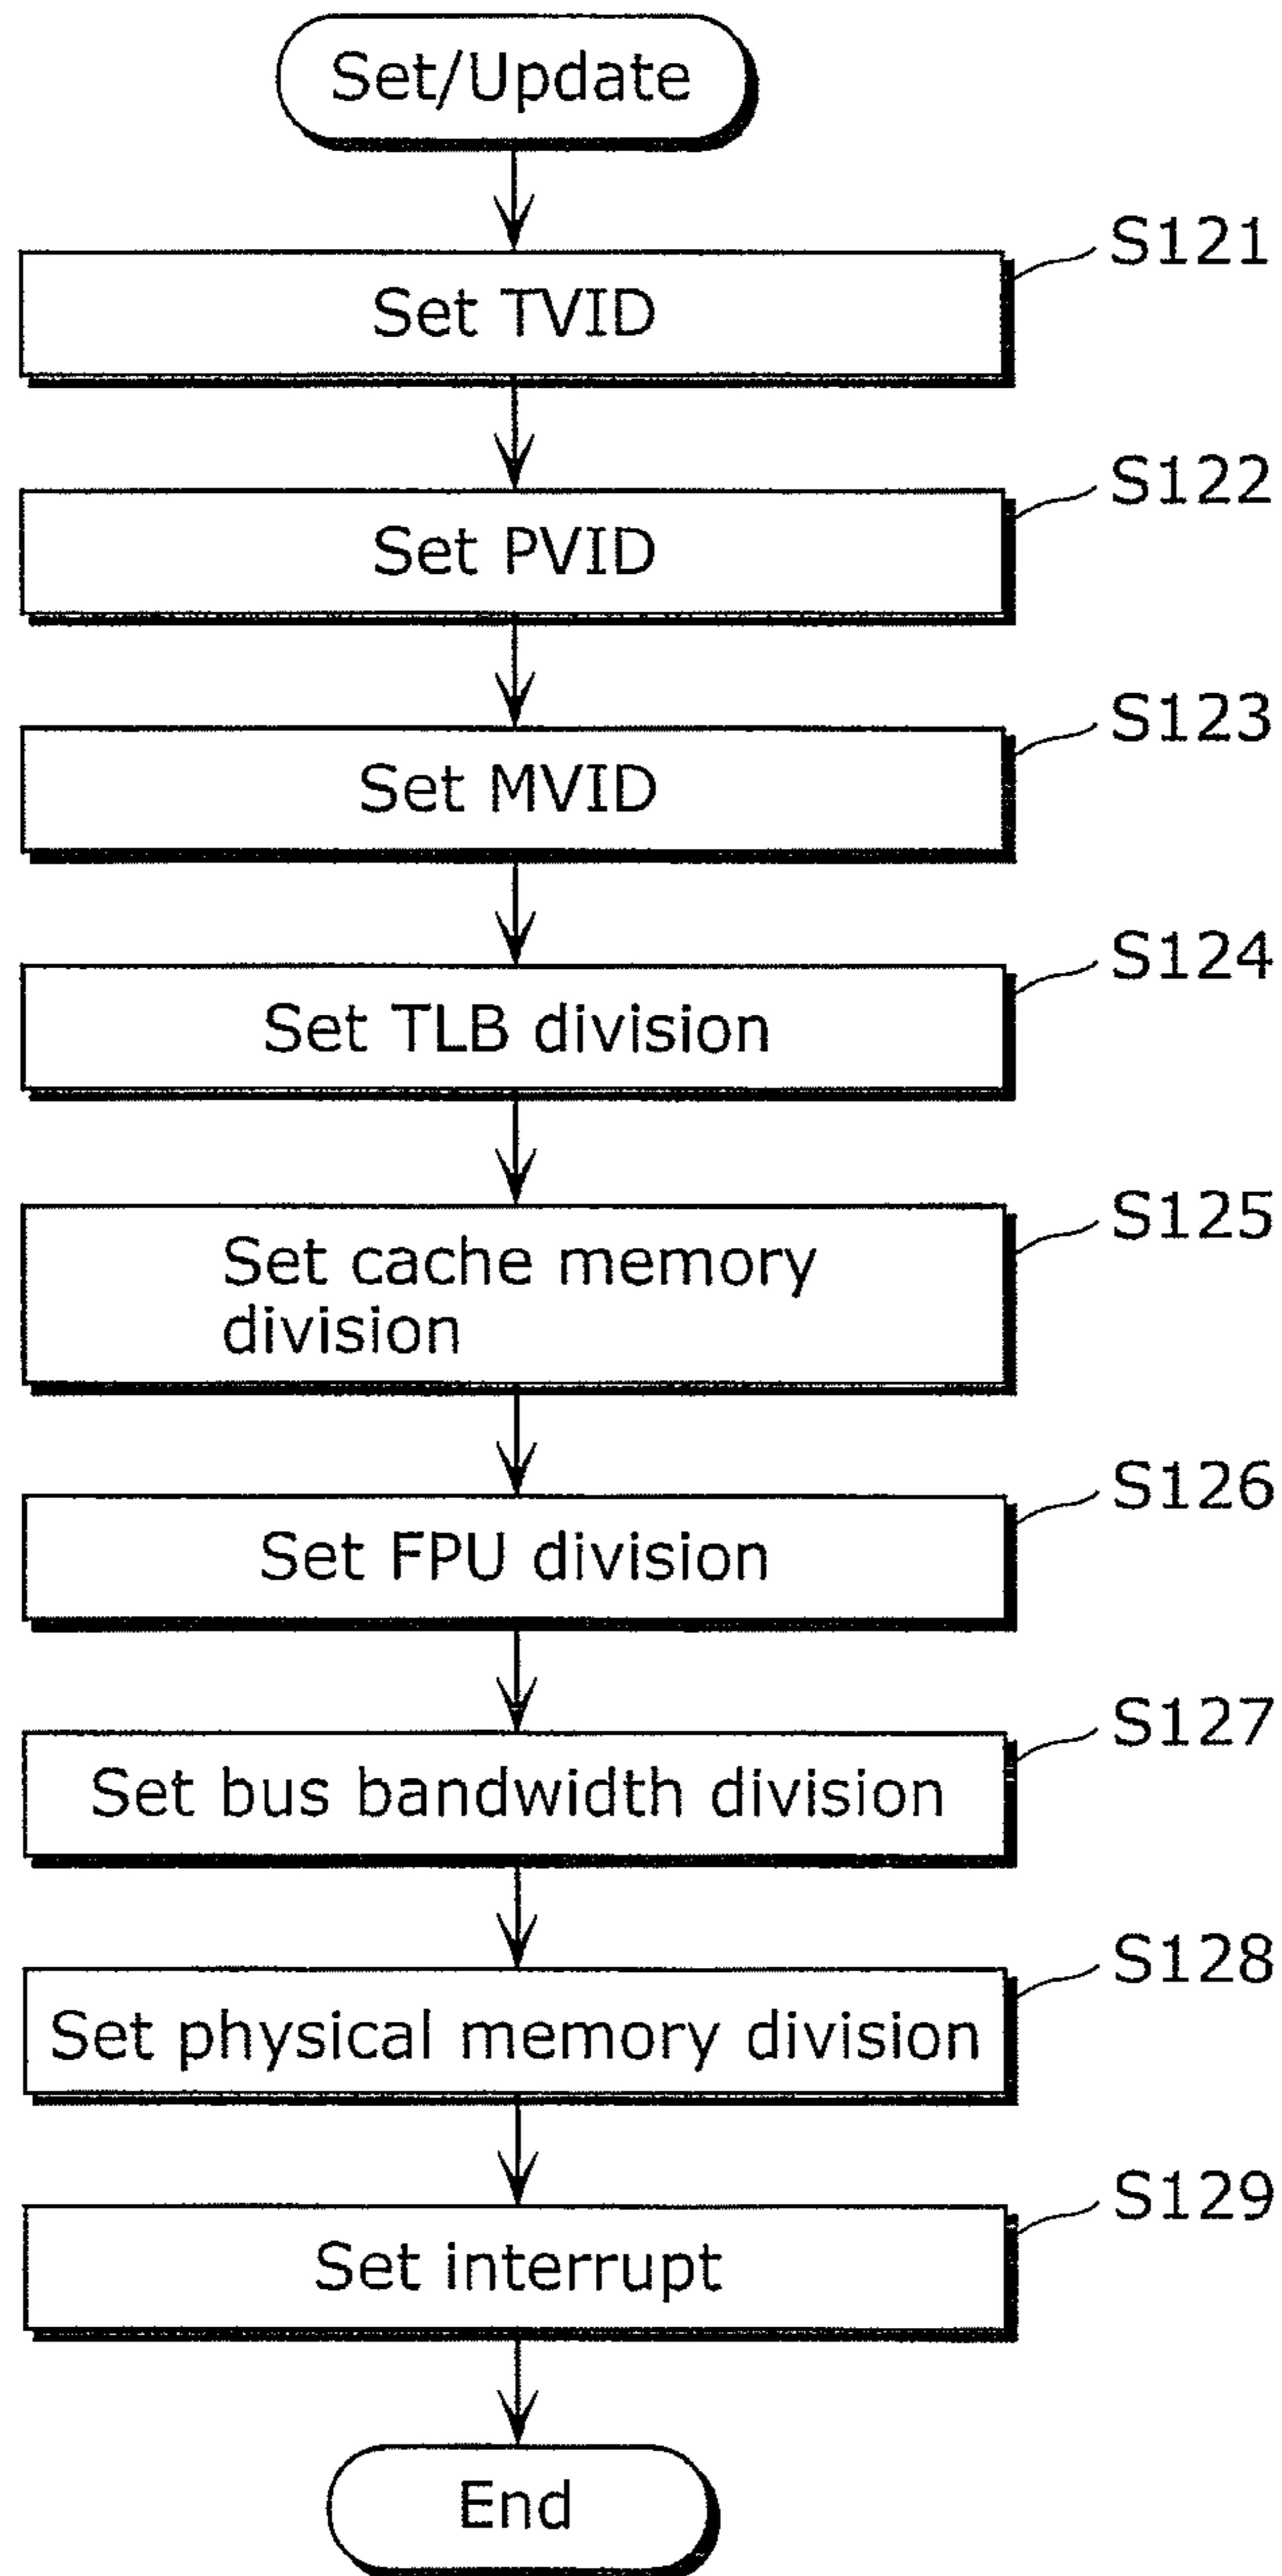 Set/Update
S121
Set TVID
S122
Set PVID
S123
Set MVID
S124
Set TLB division
S125
Set cache memory
division
S126
Set FPU division
S127
Set bus bandwidth division
S128
Set physical memory division
S129
Set interrupt
End